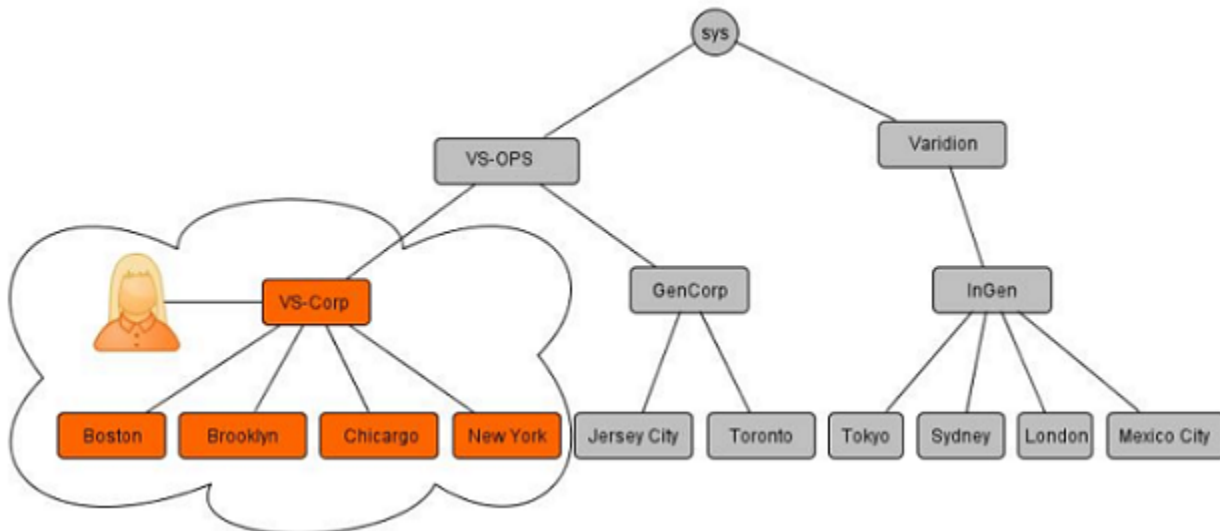 sys
VS-OPS
Varidion
VS-Corp
GenCorp
InGen
Boston
Brooklyn
Chicargo
New York
Jersey City
Toronto
Tokyo
Sydney
London
Mexico City